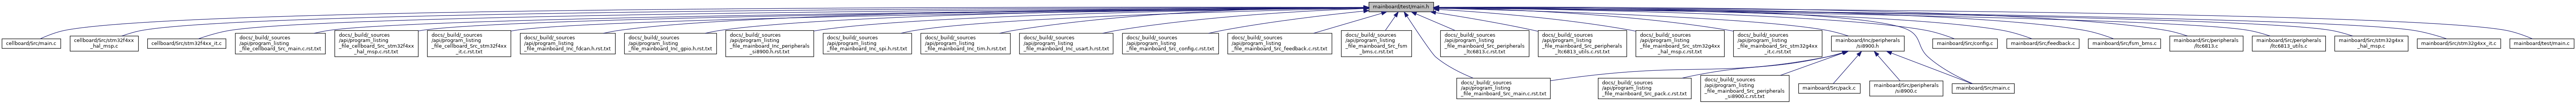 mainboard/test/main.h
cellboard/Src/main.c
cellboard/Src/stm32f4xx
_hal_msp.c
cellboard/Src/stm32f4xx_it.c
docs/_build/_sources
/api/program_listing
_file_cellboard_Src_main.c.rst.txt
docs/_build/_sources
/api/program_listing
_file_cellboard_Src_stm32f4xx
_hal_msp.c.rst.txt
docs/_build/_sources
/api/program_listing
_file_cellboard_Src_stm32f4xx
_it.c.rst.txt
docs/_build/_sources
/api/program_listing
_file_mainboard_Inc_fdcan.h.rst.txt
docs/_build/_sources
/api/program_listing
_file_mainboard_Inc_gpio.h.rst.txt
docs/_build/_sources
/api/program_listing
_file_mainboard_Inc_peripherals
_si8900.h.rst.txt
docs/_build/_sources
/api/program_listing
_file_mainboard_Inc_spi.h.rst.txt
docs/_build/_sources
/api/program_listing
_file_mainboard_Inc_tim.h.rst.txt
docs/_build/_sources
/api/program_listing
_file_mainboard_Inc_usart.h.rst.txt
docs/_build/_sources
/api/program_listing
_file_mainboard_Src_config.c.rst.txt
docs/_build/_sources
/api/program_listing
_file_mainboard_Src_feedback.c.rst.txt
docs/_build/_sources
/api/program_listing
_file_mainboard_Src_fsm
_bms.c.rst.txt
docs/_build/_sources
/api/program_listing
_file_mainboard_Src_peripherals
_ltc6813.c.rst.txt
docs/_build/_sources
/api/program_listing
_file_mainboard_Src_peripherals
_ltc6813_utils.c.rst.txt
docs/_build/_sources
/api/program_listing
_file_mainboard_Src_stm32g4xx
_hal_msp.c.rst.txt
docs/_build/_sources
/api/program_listing
_file_mainboard_Src_stm32g4xx
_it.c.rst.txt
mainboard/Inc/peripherals
/si8900.h
mainboard/Src/config.c
mainboard/Src/feedback.c
mainboard/Src/fsm_bms.c
mainboard/Src/peripherals
/ltc6813.c
mainboard/Src/peripherals
/ltc6813_utils.c
mainboard/Src/stm32g4xx
_hal_msp.c
mainboard/Src/stm32g4xx_it.c
mainboard/test/main.c
docs/_build/_sources
/api/program_listing
_file_mainboard_Src_main.c.rst.txt
docs/_build/_sources
/api/program_listing
_file_mainboard_Src_pack.c.rst.txt
docs/_build/_sources
/api/program_listing
_file_mainboard_Src_peripherals
_si8900.c.rst.txt
mainboard/Src/pack.c
mainboard/Src/peripherals
/si8900.c
mainboard/Src/main.c